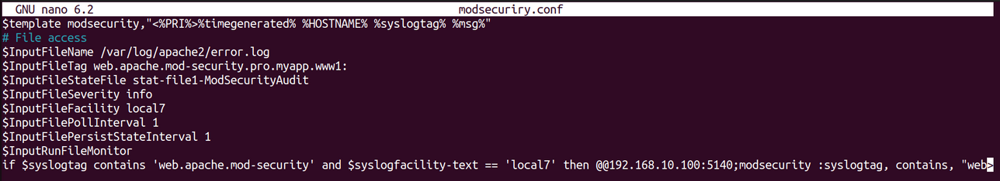 GNU nano 6.2 modsecuriry.conf
$template modsecurity,"<%PRI%>%timegenerated% %HOSTNAME% %syslogtag% %msg%"
# File access
$InputFileName /var/log/apache2/error.log
$InputFileTag web.apache.mod-security.pro.myapp.www1:
$InputFileStateFile stat-file1-ModSecurityAudit
$InputFileSeverity info
$InputFileFacility local7
$InputFilePollInterval 1
$InputFilePersistStateInterval 1
$InputRunFileMonitor
if $syslogtag contains 'web.apache.mod-security' and $syslogfacility-text == 'local7' then @@192.168.10.100:5140;modsecurity :syslogtag, contains, "web>